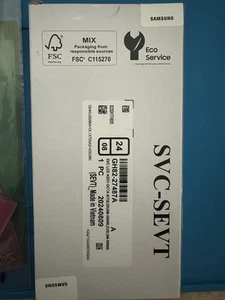 SAMSUNG
FSC
MIX
Packaging from
responsible sources
FSC® C115270
Eco
Service
SVC-SEVT
24
08
GH82-27487A
A
1 PC
20240809
(SEVT), Made in Vietnam
SAMSUNG